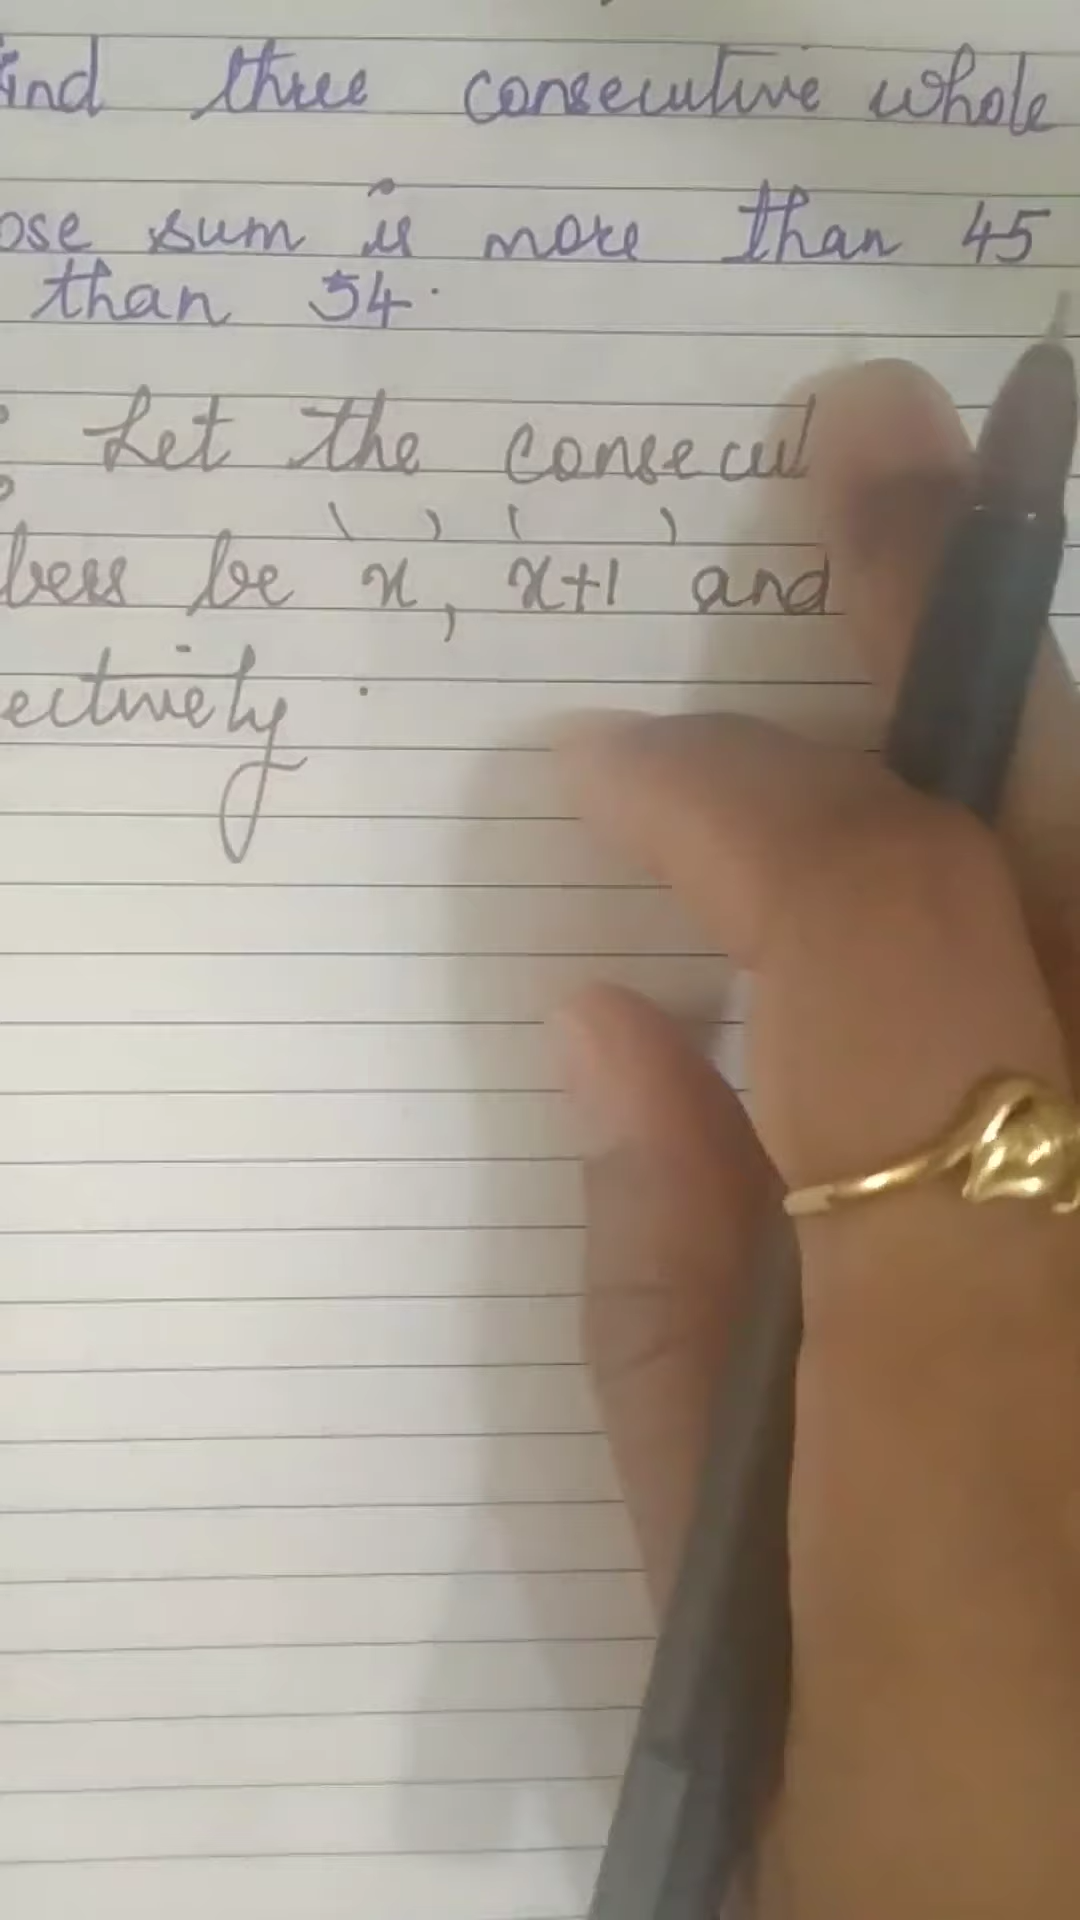 ind three consecutive whole
ose sum is more than 45
than 54.
Let the consecut
bers be x, x+1 and
ectively .